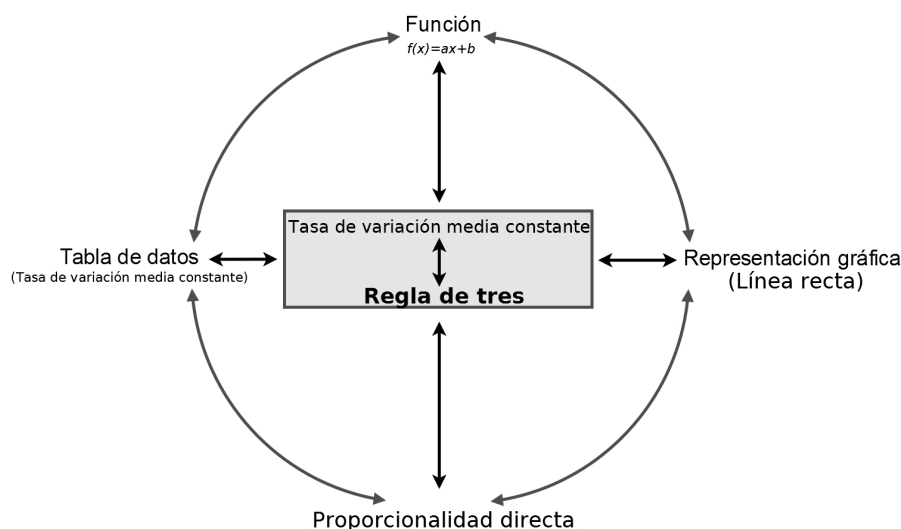 Función
f(x)=ax+b
Tasa de variación media constante
Regla de tres
Tabla de datos
(Tasa de variación media constante)
Representación gráfica
(Línea recta)
Proporcionalidad directa